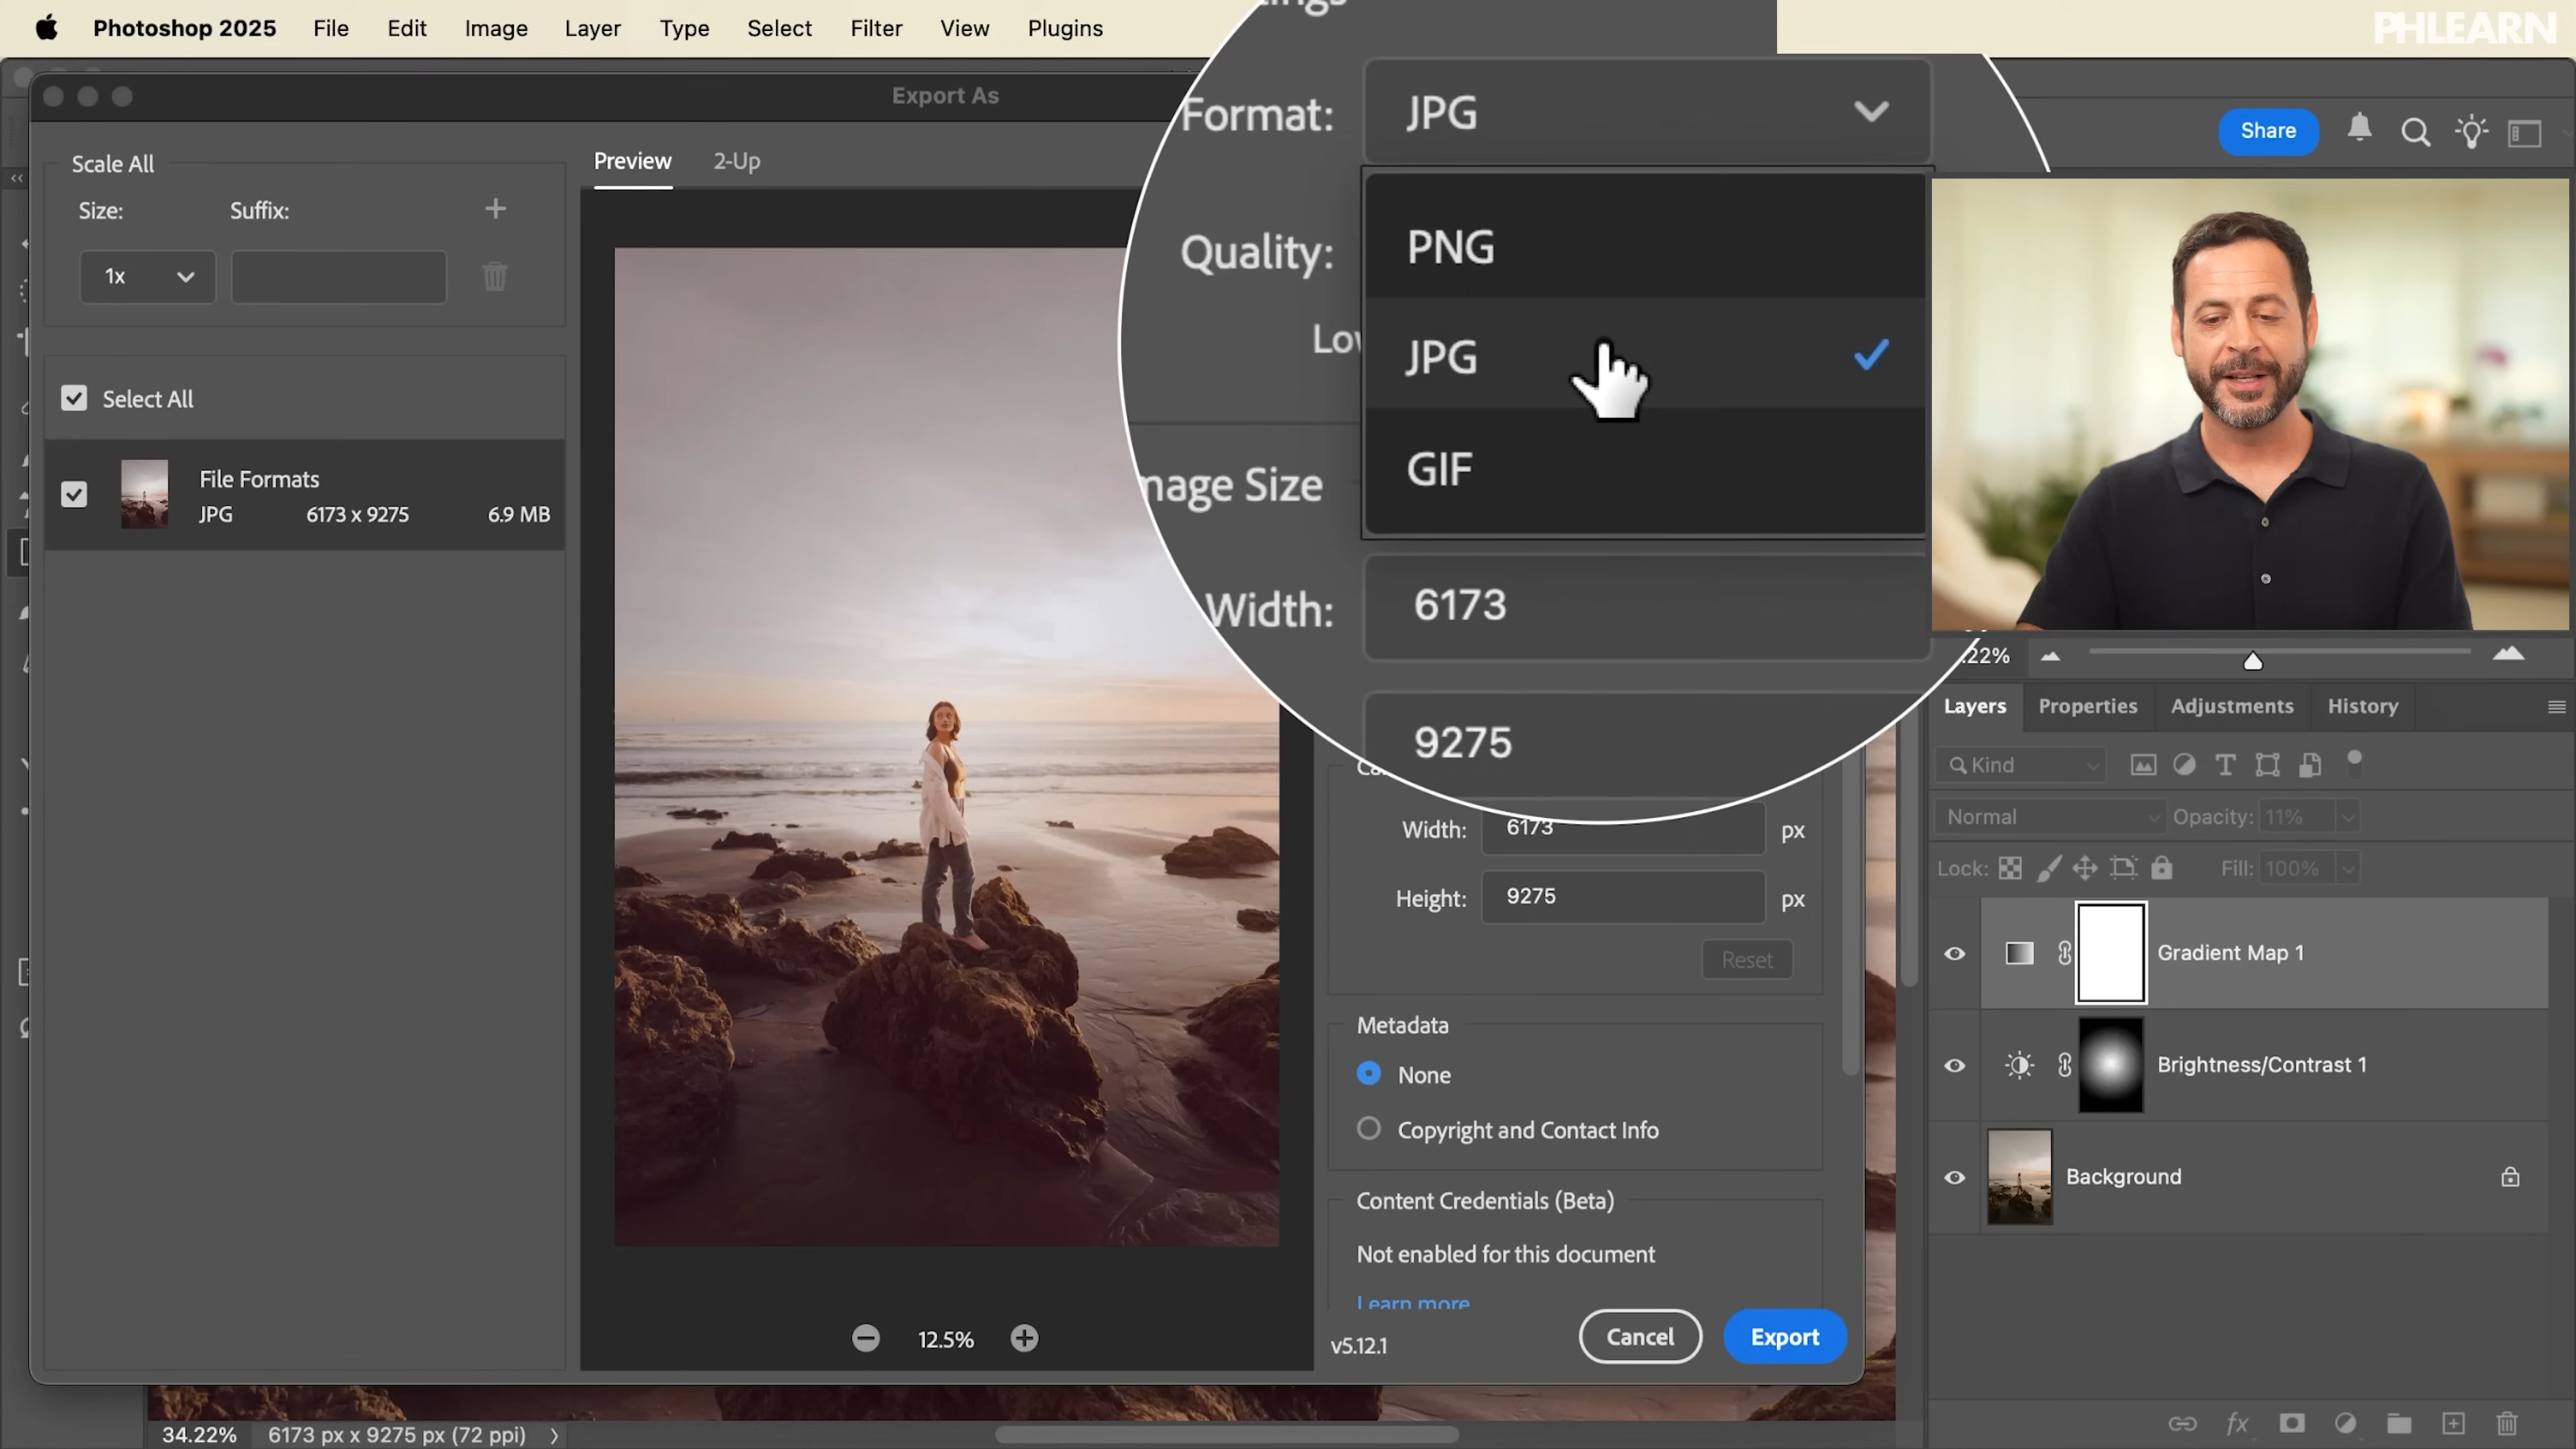 Photoshop 2025 File Edit Image Layer Type Select Filter View Plugins
PHLEARN
Export As
Share
Scale All
Size: Suffix:
1x
Preview 2-Up
Select All
File Formats
JPG 6173 x 9275 6.9 MB
12.5%
Format: JPG
PNG
Quality:
JPG
GIF
Width: 6173
9275
Width: 6173 px
Height: 9275 px
Reset
Metadata
None
Copyright and Contact Info
Content Credentials (Beta)
Not enabled for this document
Learn more
v5.12.1
Cancel Export
.22%
Layers Properties Adjustments History
Kind
Normal Opacity: 11%
Lock: Fill: 100%
Gradient Map 1
Brightness/Contrast 1
Background
fx
34.22% 6173 px x 9275 px (72 ppi)